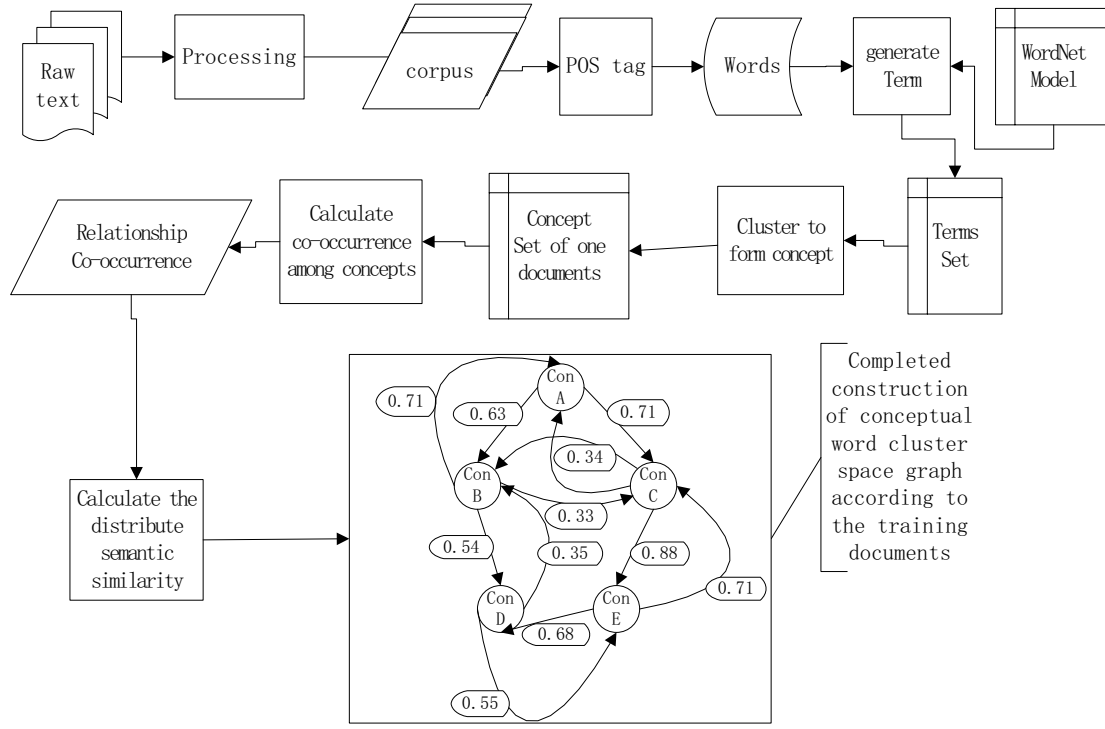 Raw
text
Processing
corpus
POS tag
Words
generate
Term
WordNet
Model
Relationship
Co-occurrence
Calculate
co-occurrence
among concepts
Concept
Set of one
documents
Cluster to
form concept
Terms
Set
Calculate the
distribute
semantic
similarity
Con
A
0.71
0.63
0.71
0.34
Con
B
Con
C
0.33
0.54
0.35
0.88
0.71
Con
D
Con
E
0.68
0.55
Completed
construction
of conceptual
word cluster
space graph
according to
the training
documents